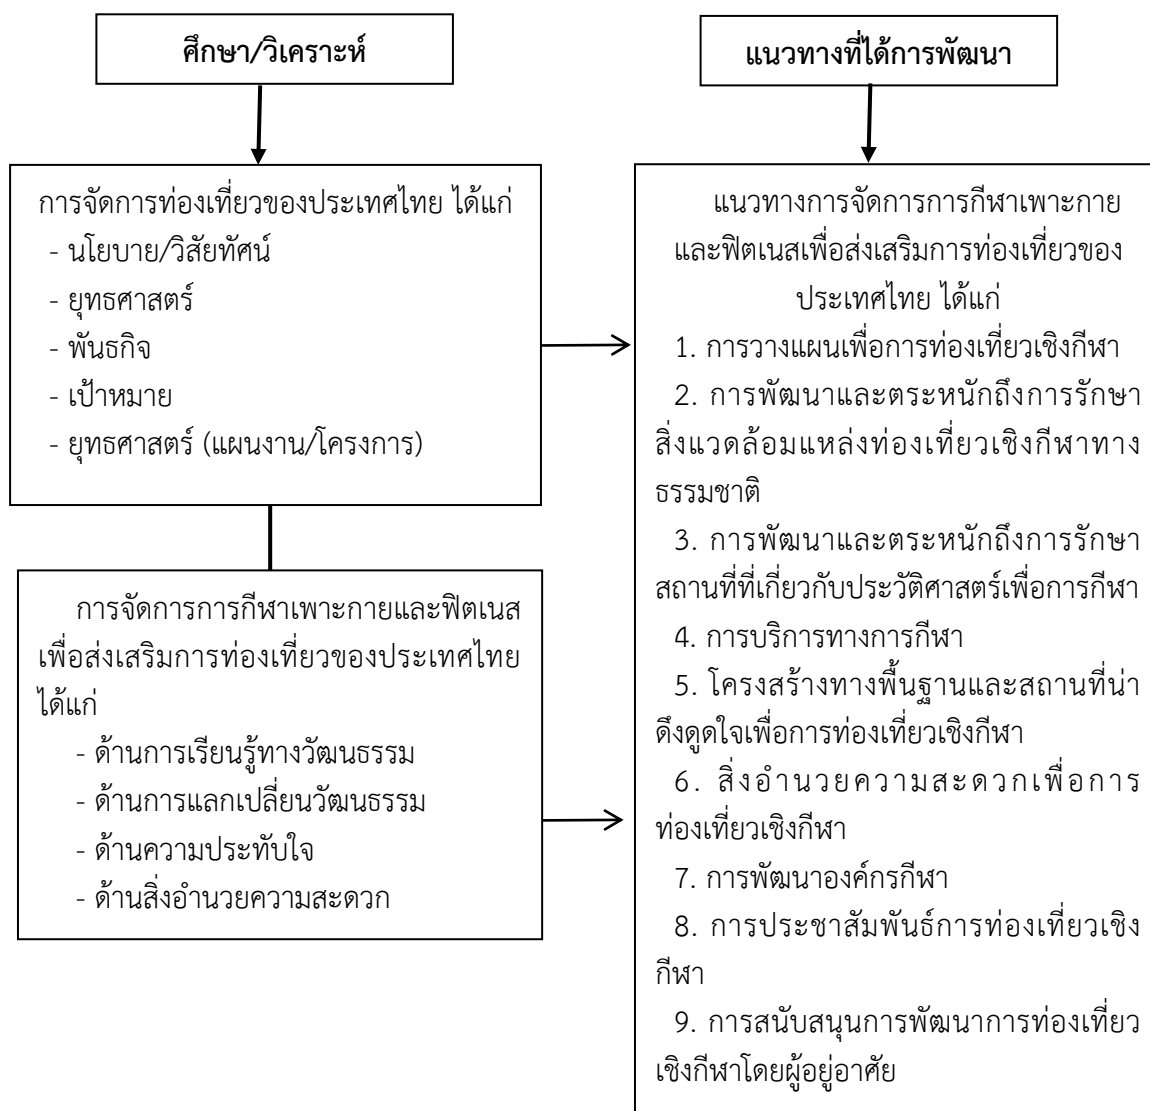 ศึกษา/วิเคราะห์
การจัดการท่องเที่ยวของประเทศไทย ได้แก่
- นโยบาย/วิสัยทัศน์
- ยุทธศาสตร์
- พันธกิจ
- เป้าหมาย
- ยุทธศาสตร์ (แผนงาน/โครงการ)
การจัดการการกีฬาเพาะกายและฟิตเนส
เพื่อส่งเสริมการท่องเที่ยวของประเทศไทย
ได้แก่
- ด้านการเรียนรู้ทางวัฒนธรรม
- ด้านการแลกเปลี่ยนวัฒนธรรม
- ด้านความประทับใจ
- ด้านสิ่งอำนวยความสะดวก
แนวทางที่ได้การพัฒนา
แนวทางการจัดการการกีฬาเพาะกาย
และฟิตเนสเพื่อส่งเสริมการท่องเที่ยวของ
ประเทศไทย ได้แก่
1. การวางแผนเพื่อการท่องเที่ยวเชิงกีฬา
2. การพัฒนาและตระหนักถึงการรักษา
สิ่งแวดล้อมแหล่งท่องเที่ยวเชิงกีฬาทาง
ธรรมชาติ
3. การพัฒนาและตระหนักถึงการรักษา
สถานที่ที่เกี่ยวกับประวัติศาสตร์เพื่อการกีฬา
4. การบริการทางการกีฬา
5. โครงสร้างทางพื้นฐานและสถานที่น่า
ดึงดูดใจเพื่อการท่องเที่ยวเชิงกีฬา
6. สิ่งอำนวยความสะดวกเพื่อการ
ท่องเที่ยวเชิงกีฬา
7. การพัฒนาองค์กรกีฬา
8. การประชาสัมพันธ์การท่องเที่ยวเชิง
กีฬา
9. การสนับสนุนการพัฒนาการท่องเที่ยว
เชิงกีฬาโดยผู้อยู่อาศัย